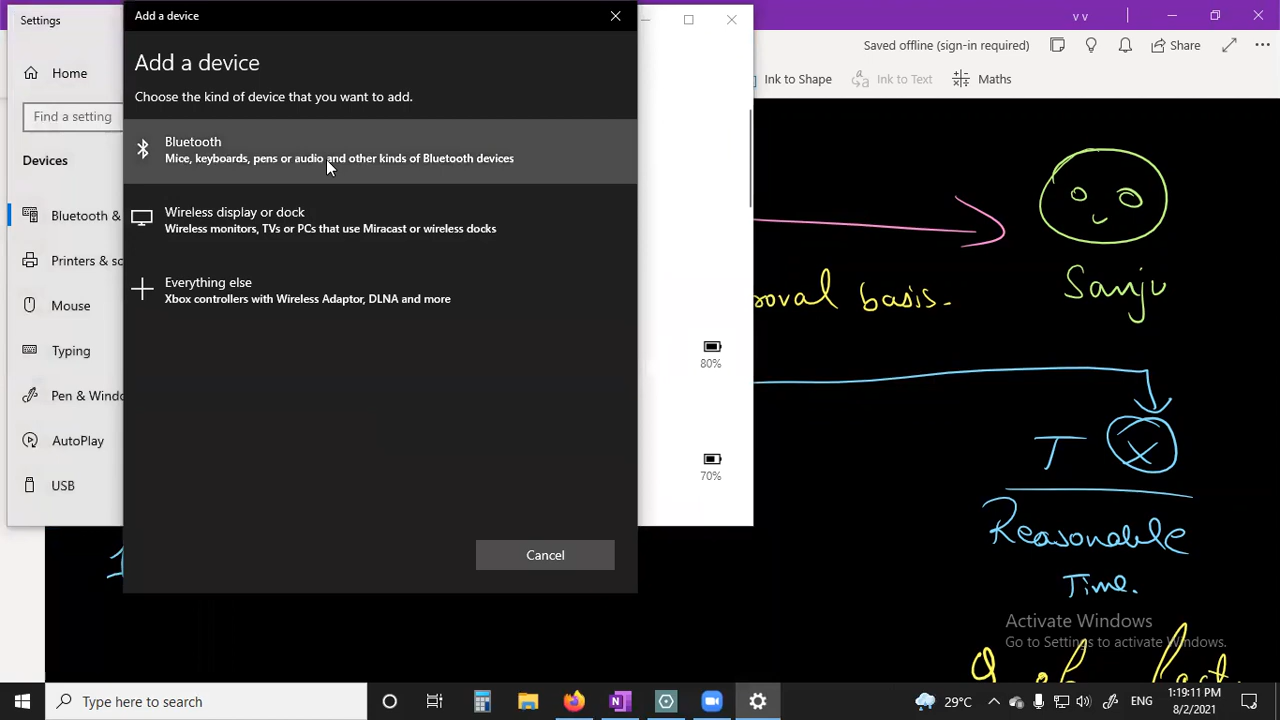 Settings
Add a device
v v
Add a device
Choose the kind of device that you want to add.
Bluetooth
Mice, keyboards, pens or audio and other kinds of Bluetooth devices
Wireless display or dock
Wireless monitors, TVs or PCs that use Miracast or wireless docks
Everything else
Xbox controllers with Wireless Adaptor, DLNA and more
Cancel
Home
Find a setting
Devices
Bluetooth &
Printers & sc
Mouse
Typing
Pen & Windo
AutoPlay
USB
80%
70%
Saved offline (sign-in required)
Share
Ink to Shape
Ink to Text
Maths
Sanju
roval basis.
T X
Reasonable
Time.
Activate Windows
Go to Settings to activate Windows.
Type here to search
29°C
ENG
1:19:11 PM
8/2/2021